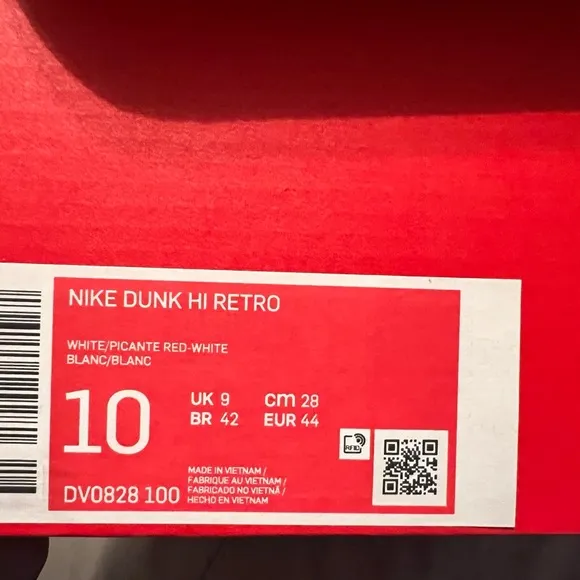 NIKE DUNK HI RETRO
WHITE/PICANTE RED-WHITE
BLANC/BLANC
10
UK 9 cm 28
BR 42 EUR 44
RFID
MADE IN VIETNAM /
FABRIQUE AU VIETNAM /
FABRICADO NO VIETNÃ /
HECHO EN VIETNAM
DV0828 100